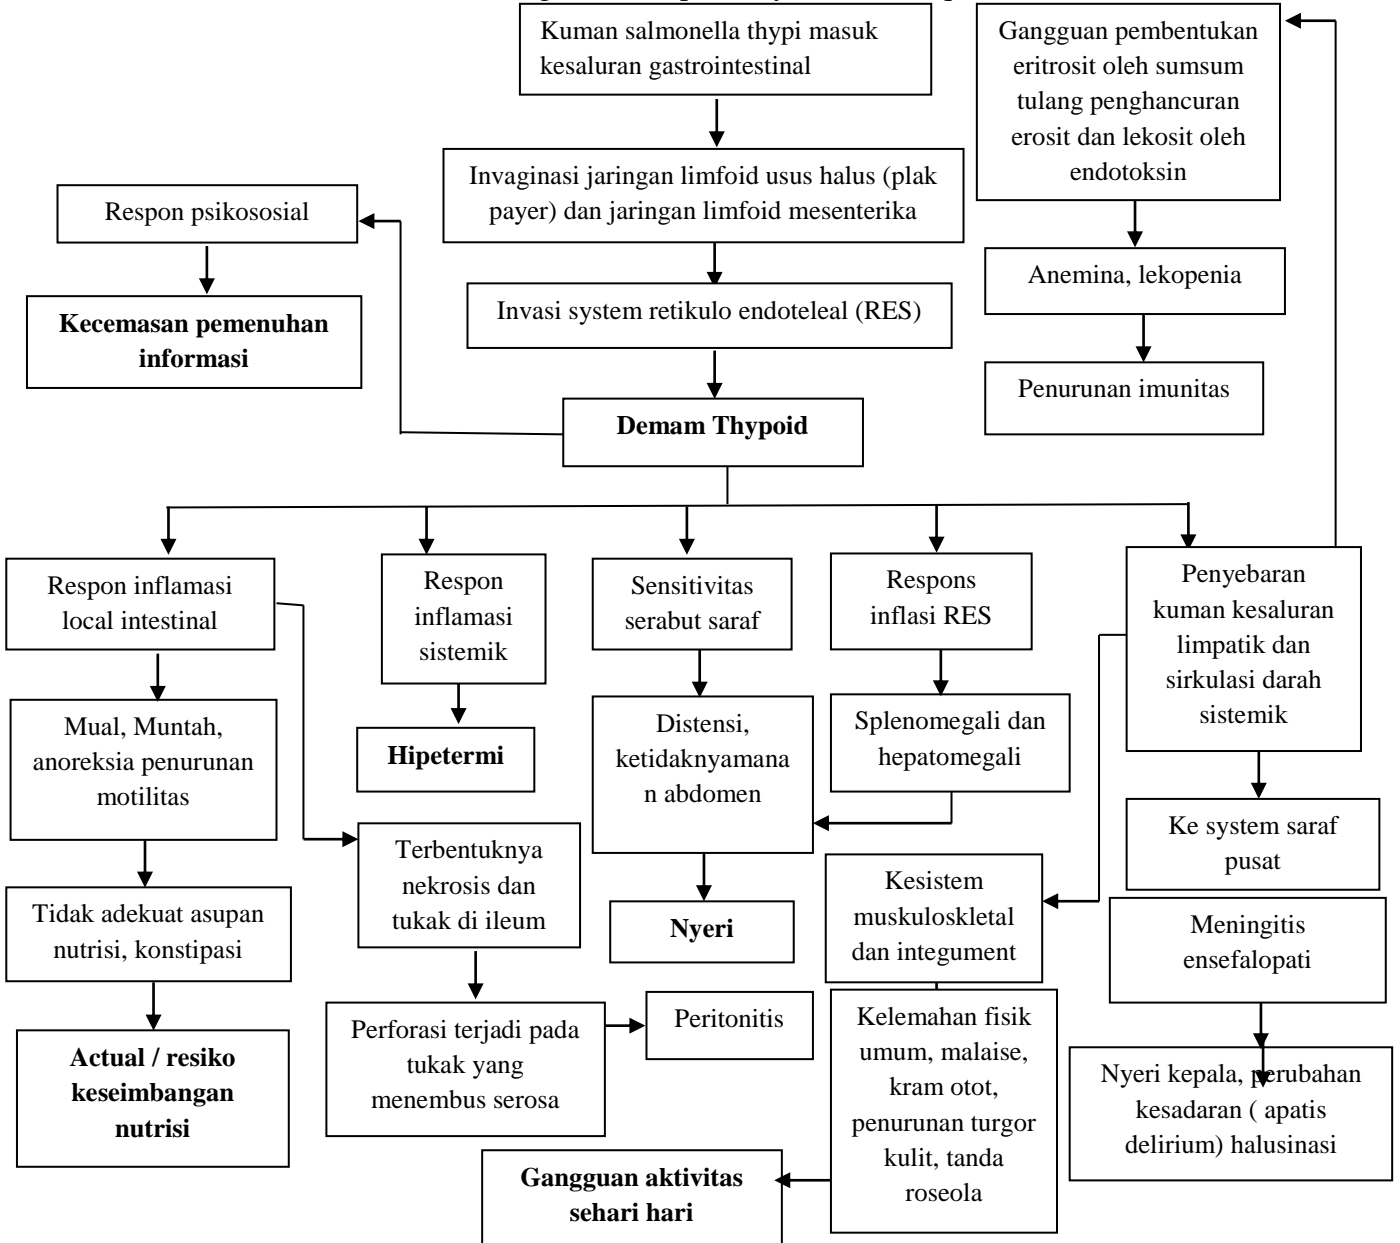 Kuman salmonella thypi masuk
kesaluran gastrointestinal
Gangguan pembentukan
eritrosit oleh sumsum
tulang penghancuran
erosit dan lekosit oleh
endotoksin
Invaginasi jaringan limfoid usus halus (plak
payer) dan jaringan limfoid mesenterika
Respon psikososial
Anemina, lekopenia
Invasi system retikulo endoteleal (RES)
Kecemasan pemenuhan
informasi
Penurunan imunitas
Demam Thypoid
Respon inflamasi
local intestinal
Respon
inflamasi
sistemik
Sensitivitas
serabut saraf
Respons
inflasi RES
Penyebaran
kuman kesaluran
limpatik dan
sirkulasi darah
sistemik
Mual, Muntah,
anoreksia penurunan
motilitas
Hipetermi
Distensi,
ketidaknyamana
n abdomen
Splenomegali dan
hepatomegali
Ke system saraf
pusat
Terbentuknya
nekrosis dan
tukak di ileum
Kesistem
muskuloskletal
dan integument
Tidak adekuat asupan
nutrisi, konstipasi
Nyeri
Meningitis
ensefalopati
Perforasi terjadi pada
tukak yang
menembus serosa
Peritonitis
Kelemahan fisik
umum, malaise,
kram otot,
penurunan turgor
kulit, tanda
roseola
Actual / resiko
keseimbangan
nutrisi
Nyeri kepala, perubahan
kesadaran ( apatis
delirium) halusinasi
Gangguan aktivitas
sehari hari